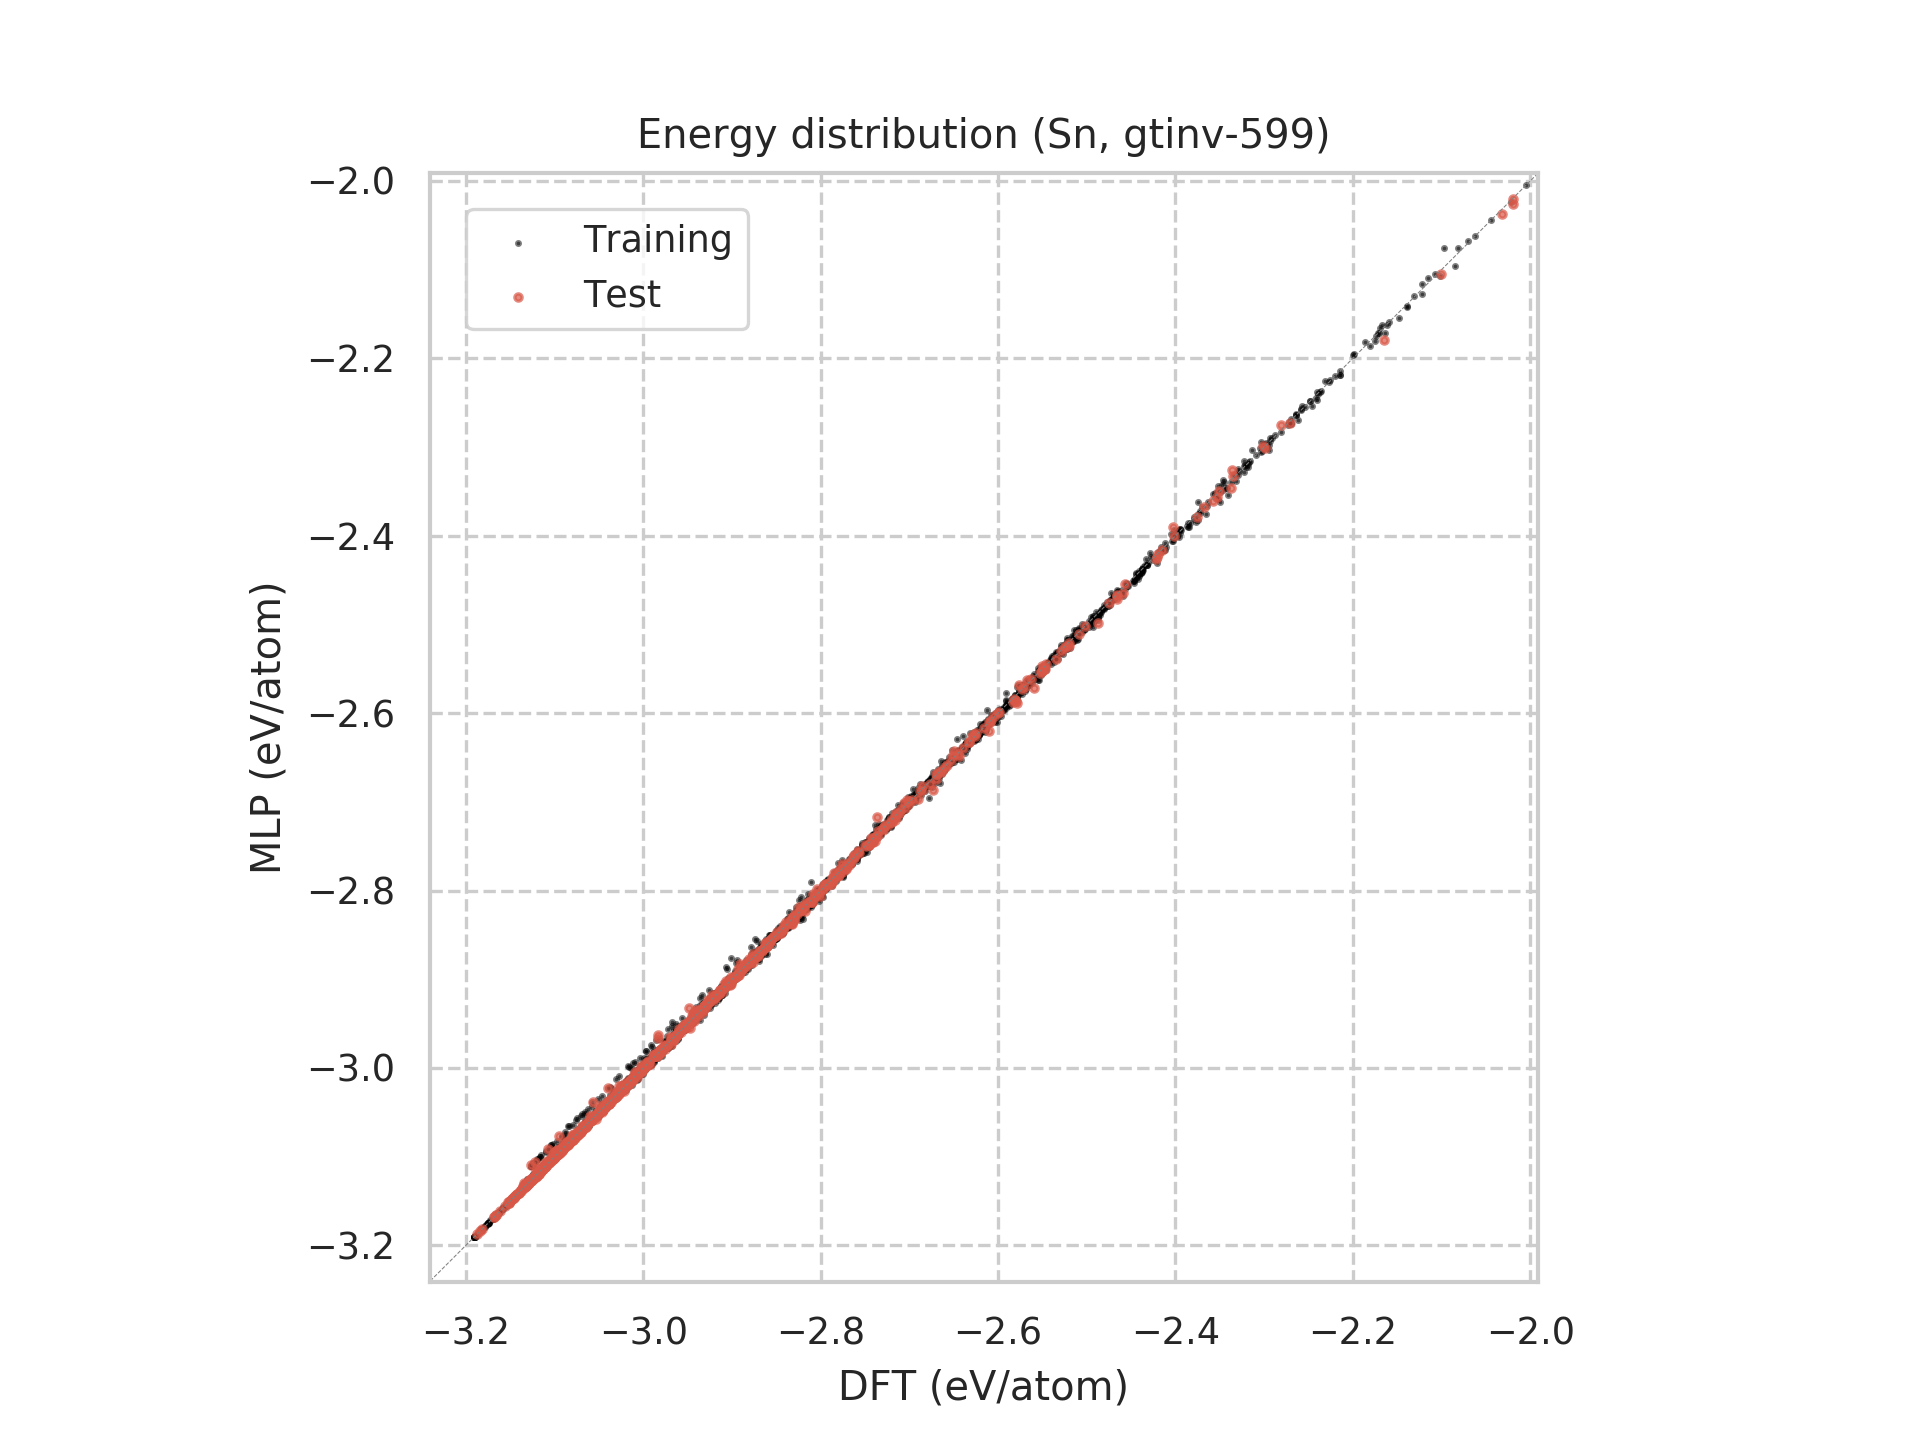 Energy distribution (Sn, gtinv-599)
Training
Test
−2.0
−2.2
−2.4
−2.6
−2.8
−3.0
−3.2
MLP (eV/atom)
−3.2 −3.0 −2.8 −2.6 −2.4 −2.2 −2.0
DFT (eV/atom)